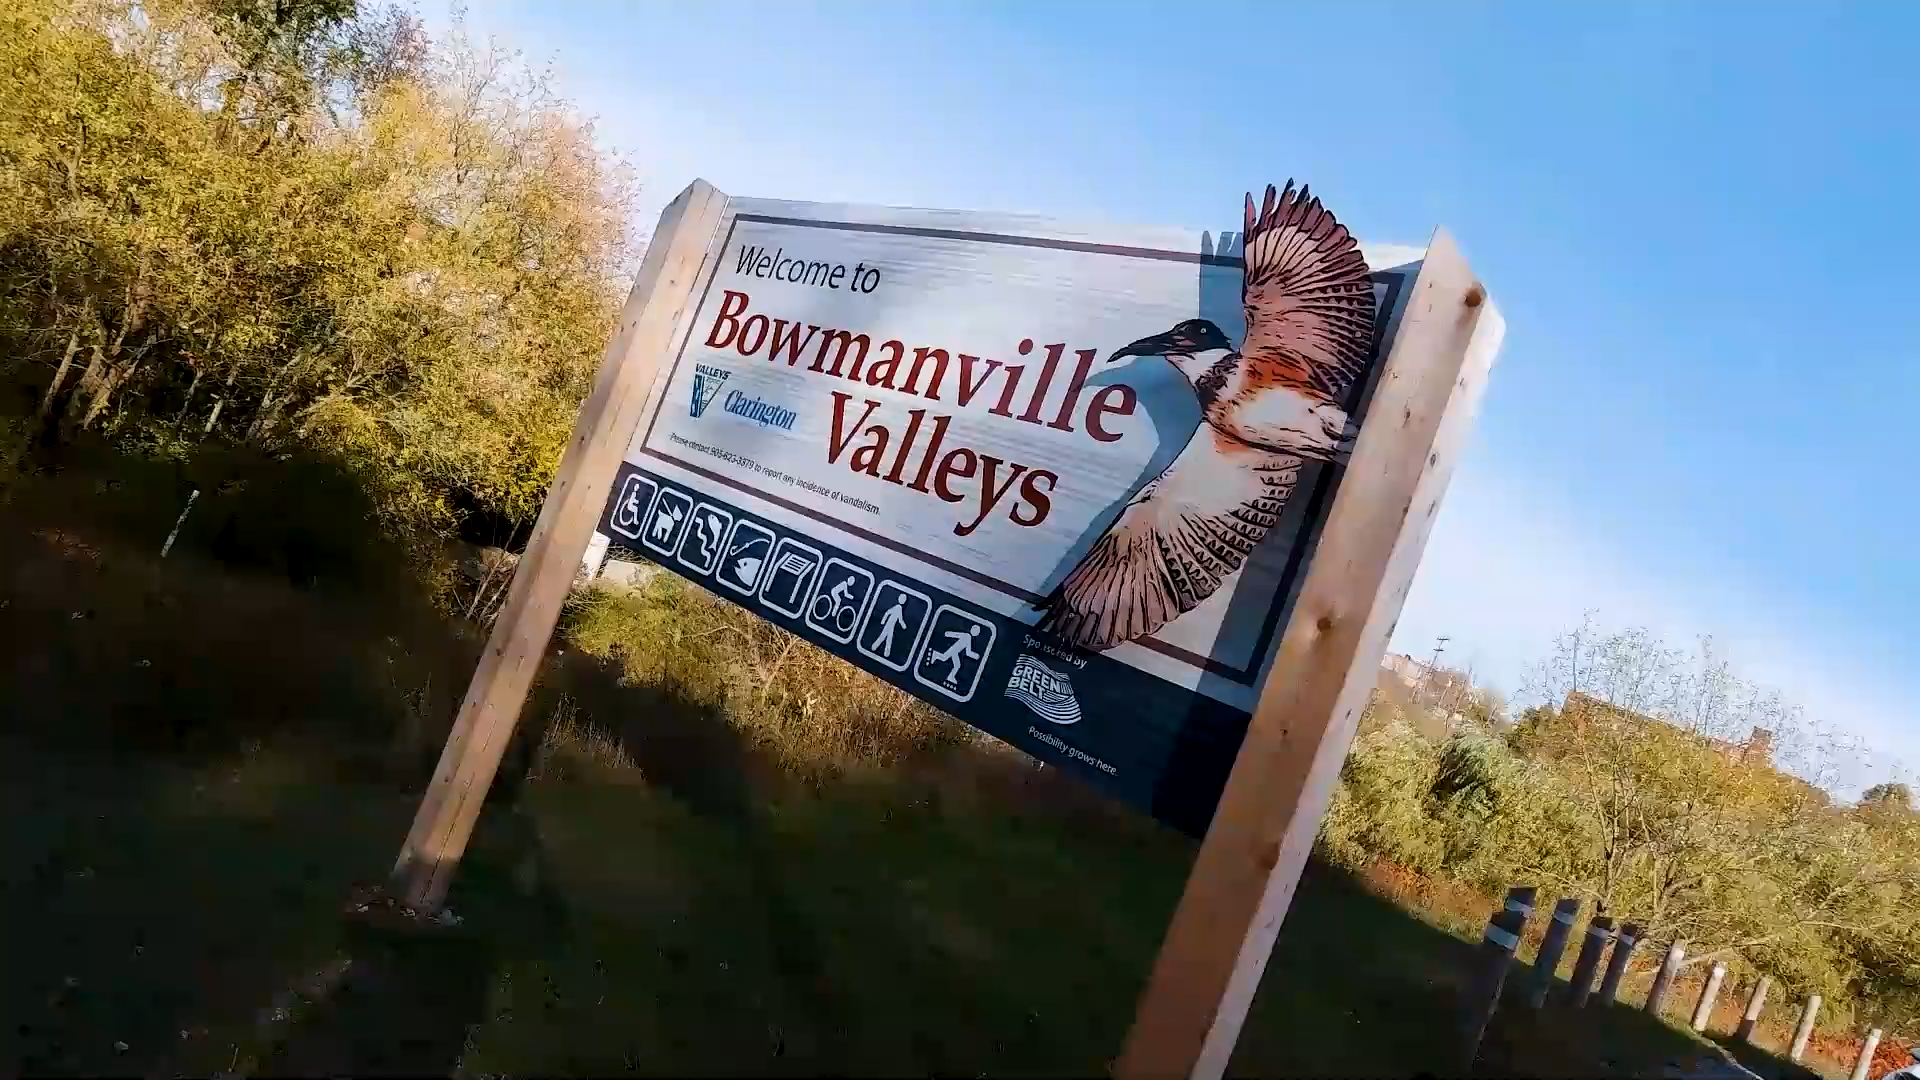 Welcome to
Bowmanville
Valleys
VALLEYS
Clarington
Please contact 905-623-3379 to report any incidence of vandalism.
Sponsored by
GREEN
BELT
Possibility grows here.